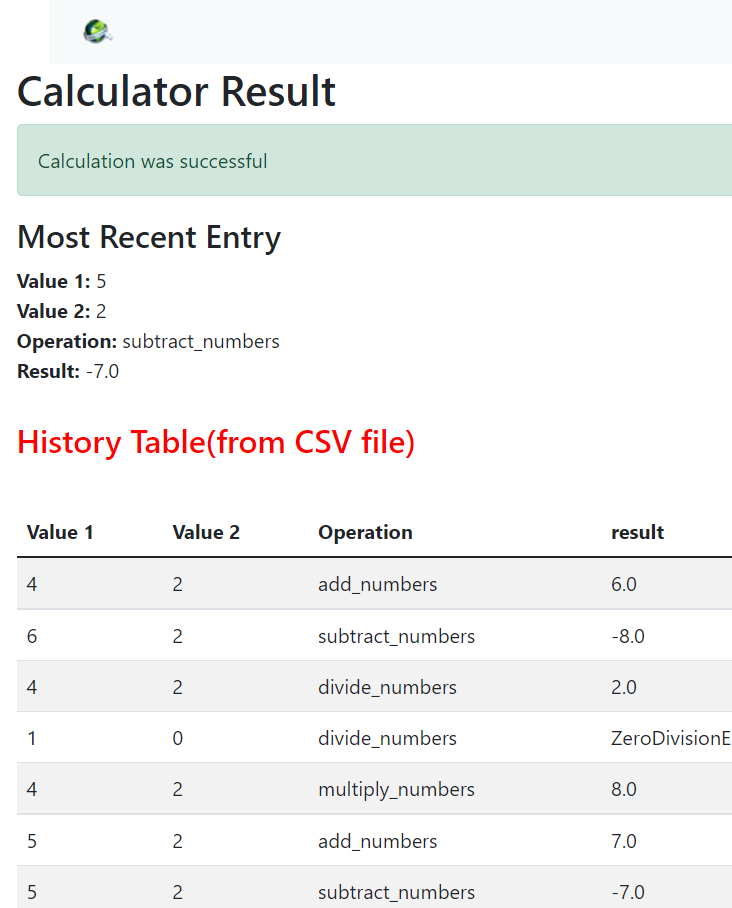 Calculator Result
Calculation was successful
Most Recent Entry
Value 1: 5
Value 2: 2
Operation: subtract_numbers
Result: -7.0
History Table(from CSV file)
Value 1 Value 2 Operation result
4 2 add_numbers 6.0
6 2 subtract_numbers -8.0
4 2 divide_numbers 2.0
1 0 divide_numbers ZeroDivisionE
4 2 multiply_numbers 8.0
5 2 add_numbers 7.0
5 2 subtract_numbers -7.0